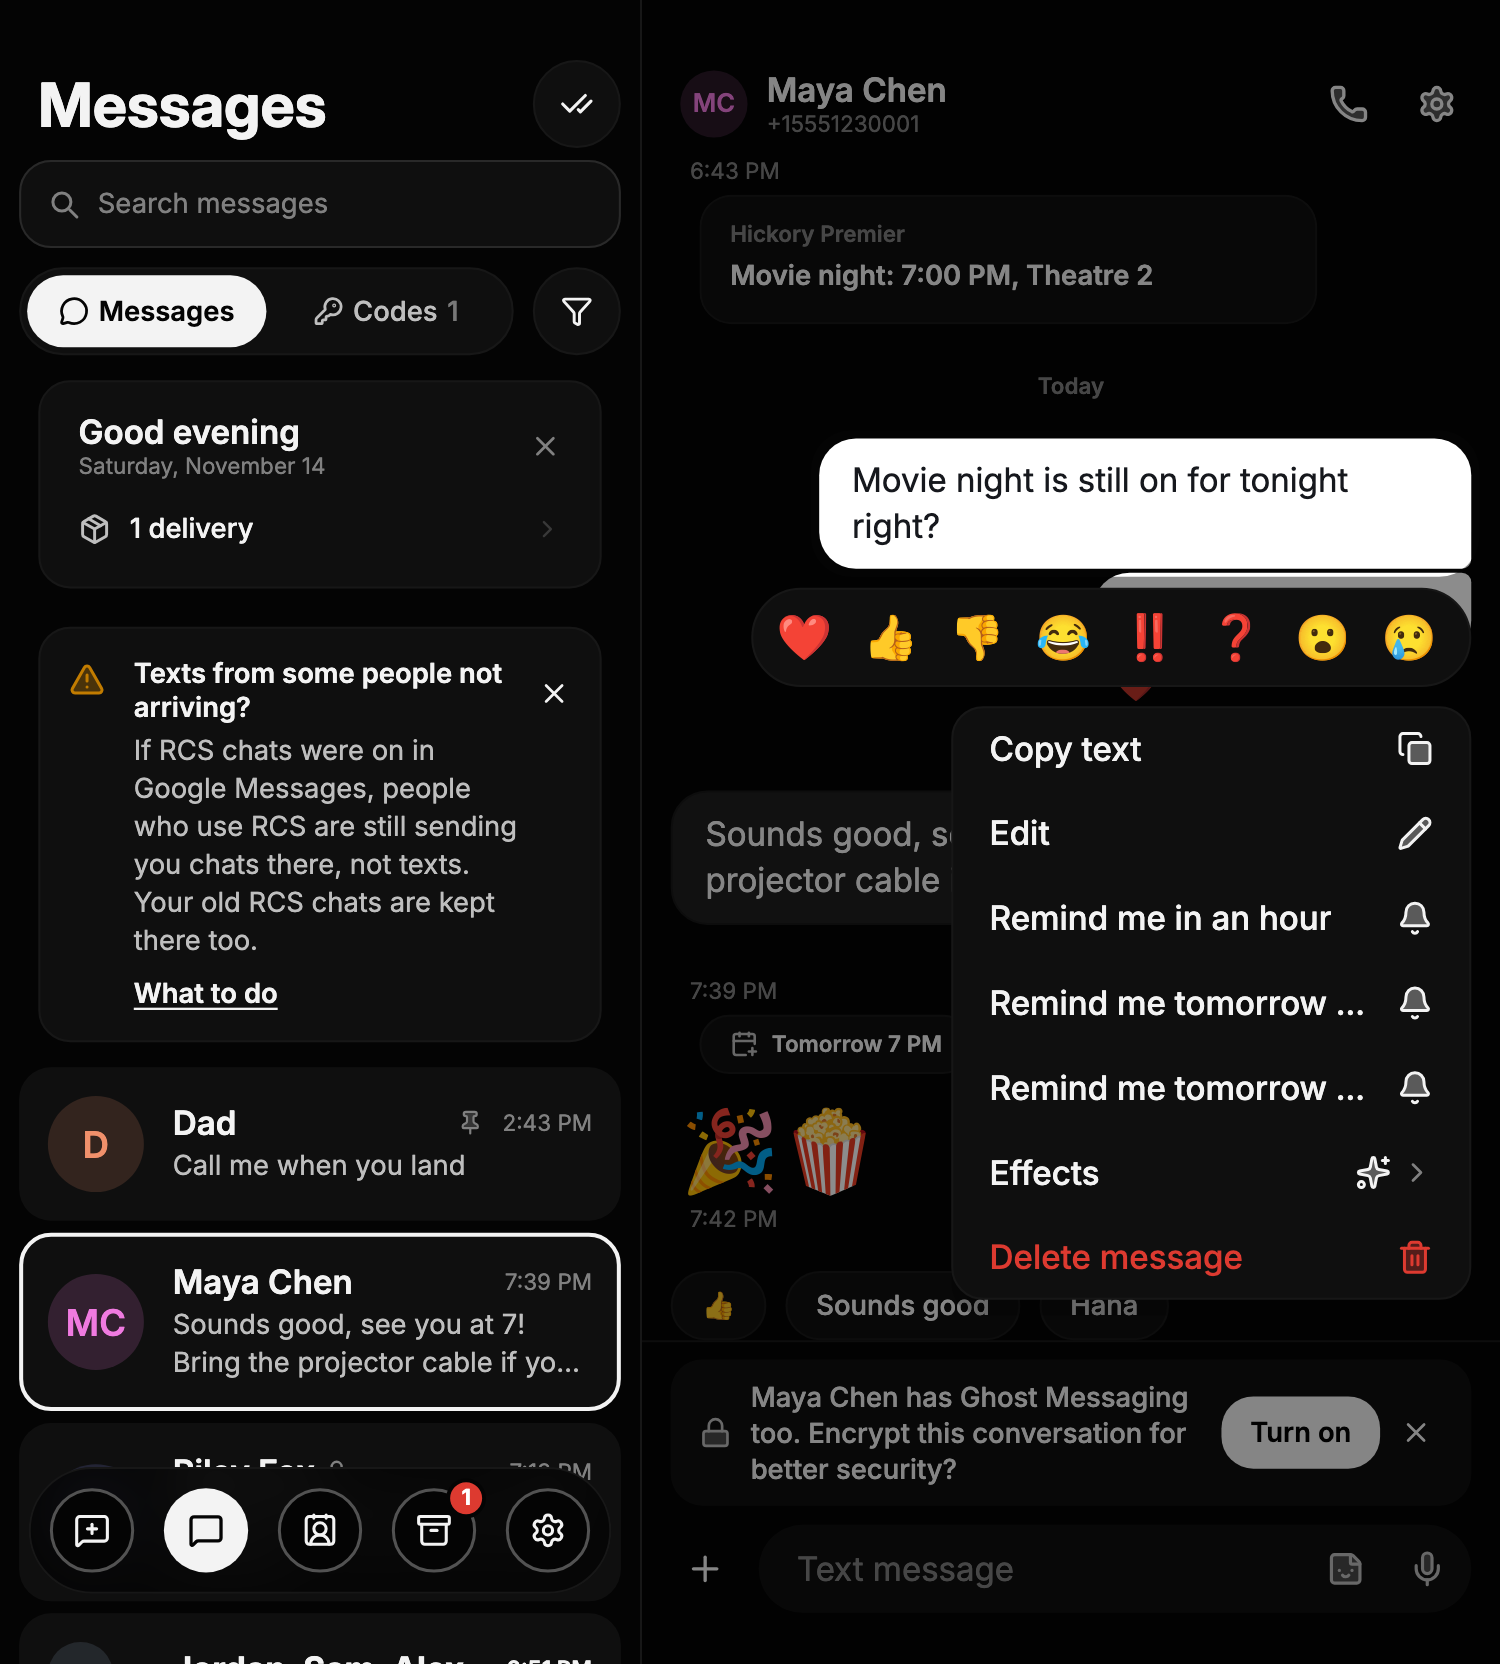 Messages
Search messages
Messages
Codes 1
Good evening
Saturday, November 14
1 delivery
Texts from some people not
arriving?
If RCS chats were on in
Google Messages, people
who use RCS are still sending
you chats there, not texts.
Your old RCS chats are kept
there too.
What to do
D
Dad
2:43 PM
Call me when you land
MC
Maya Chen
7:39 PM
Sounds good, see you at 7!
Bring the projector cable if yo...
1
MC
Maya Chen
+15551230001
6:43 PM
Hickory Premier
Movie night: 7:00 PM, Theatre 2
Today
Movie night is still on for tonight
right?
Copy text
Edit
Remind me in an hour
Remind me tomorrow ...
Remind me tomorrow ...
Effects
Delete message
Sounds good, s
projector cable
7:39 PM
Tomorrow 7 PM
7:42 PM
Sounds good
Haha
Maya Chen has Ghost Messaging
too. Encrypt this conversation for
better security?
Turn on
Text message